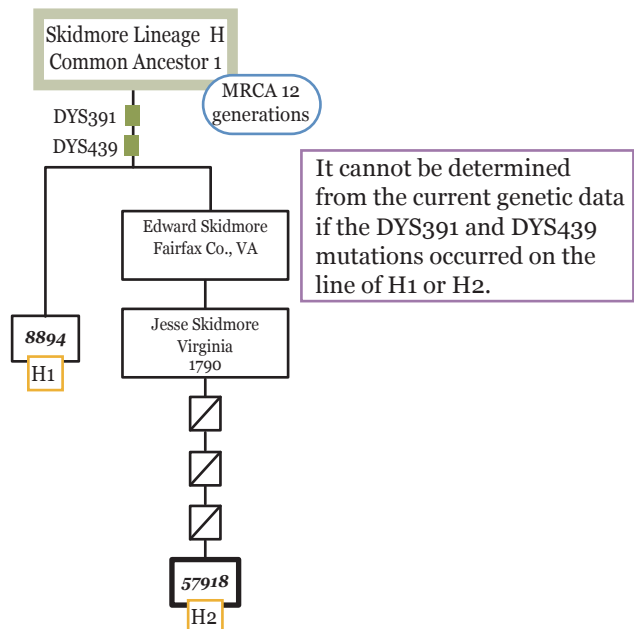 Skidmore Lineage H
Common Ancestor 1
MRCA 12
generations
DYS391
DYS439
It cannot be determined
from the current genetic data
if the DYS391 and DYS439
mutations occurred on the
line of H1 or H2.
Edward Skidmore
Fairfax Co., VA
Jesse Skidmore
Virginia
1790
8894
H1
57918
H2